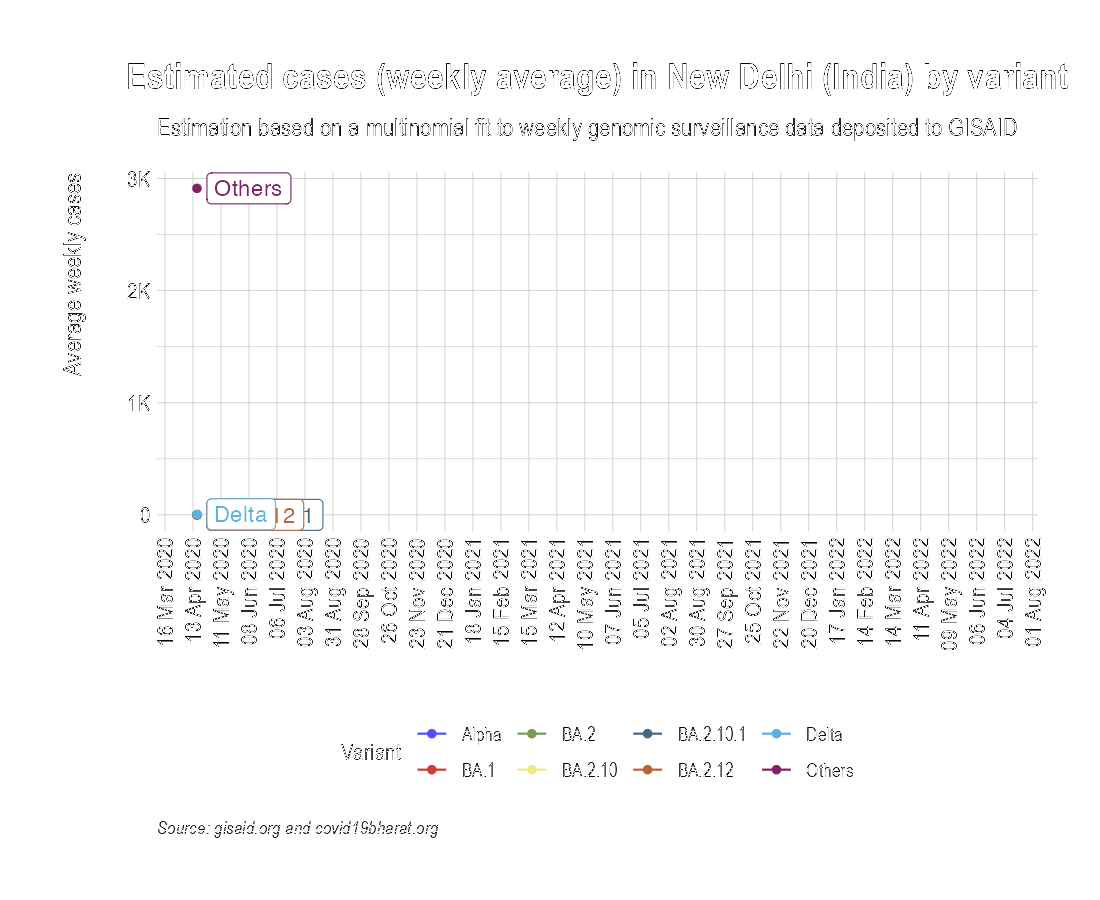 Estimated cases (weekly average) in New Delhi (India) by variant
Estimation based on a multinomial fit to weekly genomic surveillance data deposited to GISAID
Average weekly cases
3K
2K
1K
0
Others
Delta
12
1
16 Mar 2020
13 Apr 2020
11 May 2020
08 Jun 2020
06 Jul 2020
03 Aug 2020
31 Aug 2020
28 Sep 2020
26 Oct 2020
23 Nov 2020
21 Dec 2020
18 Jan 2021
15 Feb 2021
15 Mar 2021
12 Apr 2021
10 May 2021
07 Jun 2021
05 Jul 2021
02 Aug 2021
30 Aug 2021
27 Sep 2021
25 Oct 2021
22 Nov 2021
20 Dec 2021
17 Jan 2022
14 Feb 2022
14 Mar 2022
11 Apr 2022
09 May 2022
06 Jun 2022
04 Jul 2022
01 Aug 2022
Variant
Alpha
BA.2
BA.2.10.1
Delta
BA.1
BA.2.10
BA.2.12
Others
Source: gisaid.org and covid19bharat.org